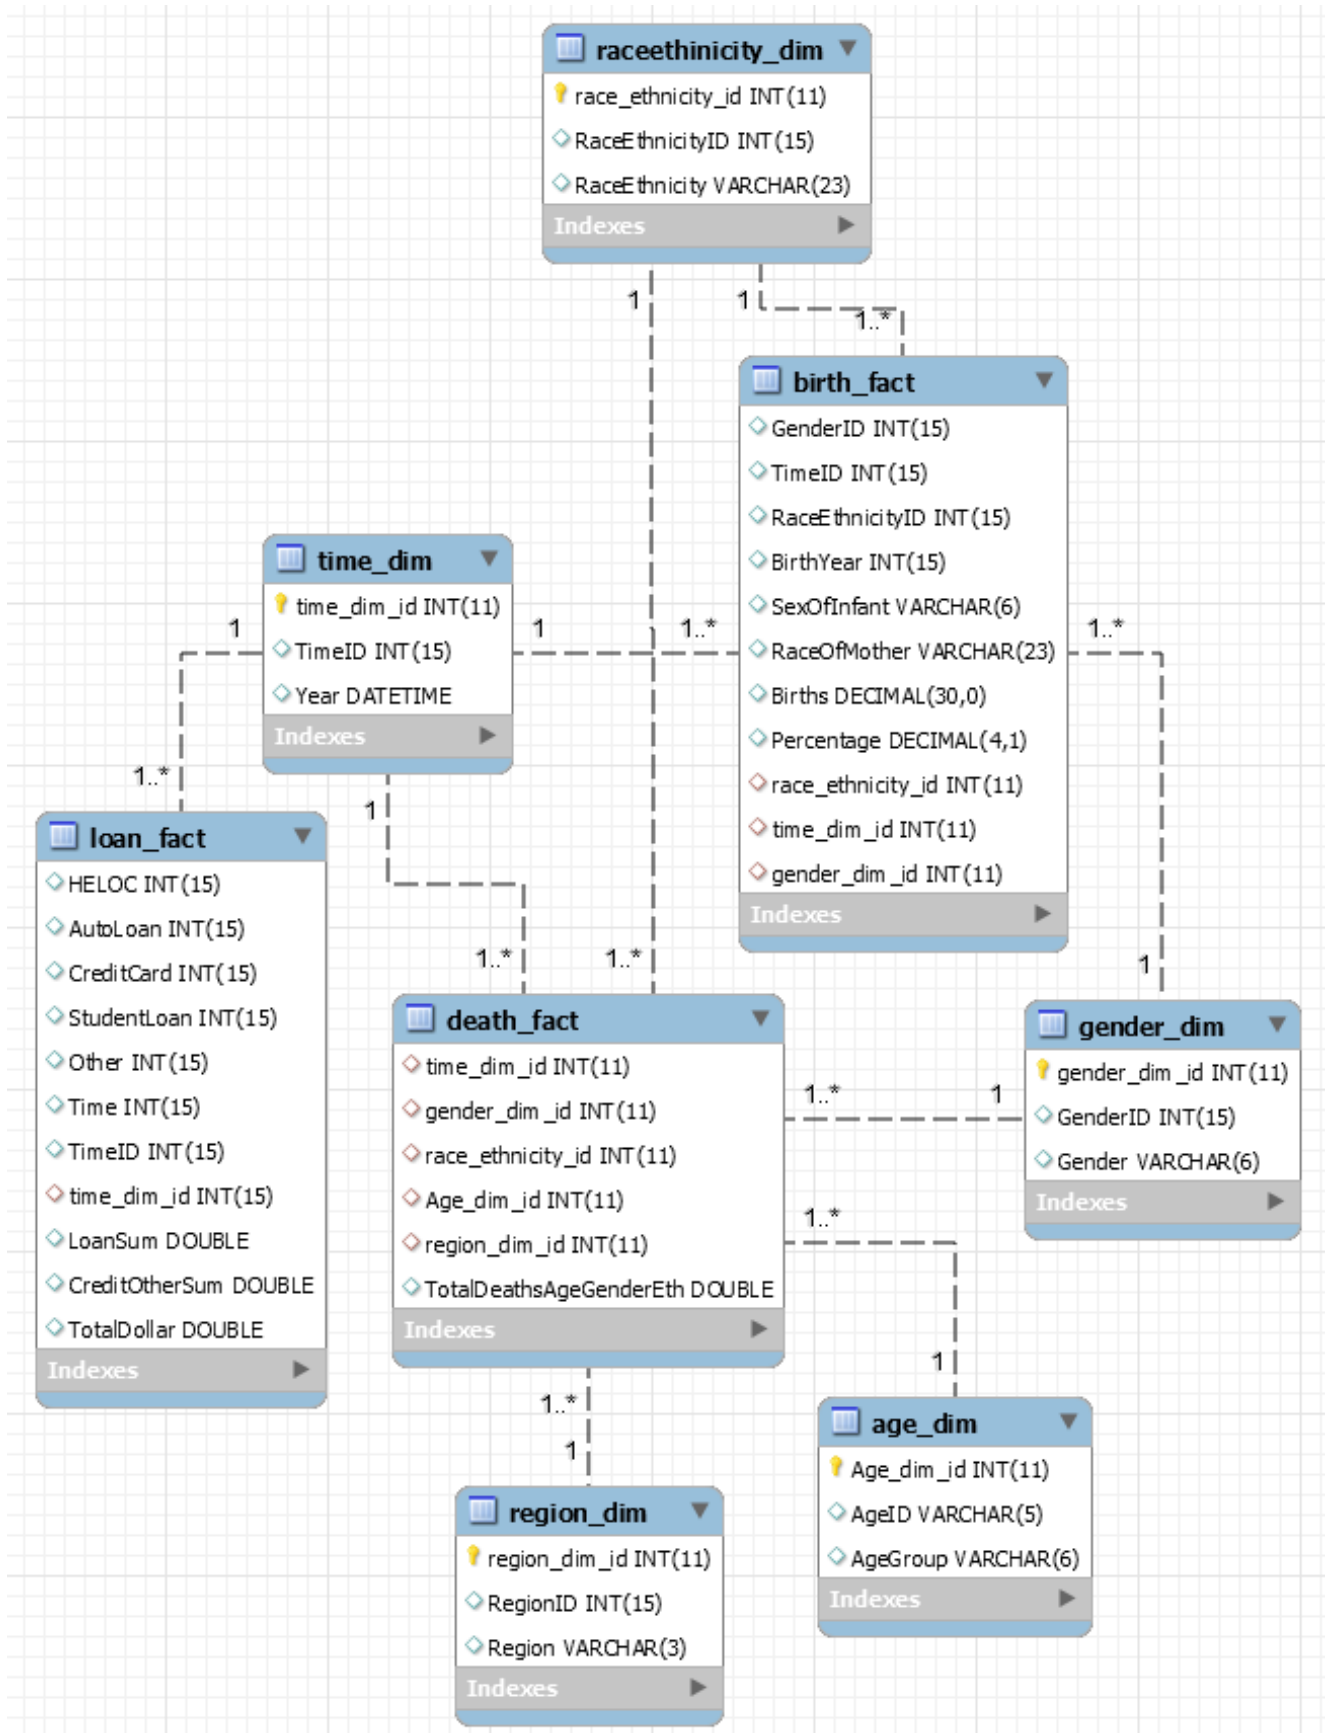 raceethinicity_dim
race_ethnicity_id INT(11)
RaceEthnicityID INT(15)
RaceEthnicity VARCHAR(23)
Indexes
1
1
1..*
birth_fact
GenderID INT(15)
TimeID INT(15)
RaceEthnicityID INT(15)
BirthYear INT(15)
SexOfInfant VARCHAR(6)
RaceOfMother VARCHAR(23)
Births DECIMAL(30,0)
Percentage DECIMAL(4,1)
race_ethnicity_id INT(11)
time_dim_id INT(11)
gender_dim_id INT(11)
Indexes
time_dim
time_dim_id INT(11)
TimeID INT(15)
Year DATETIME
Indexes
1
1
1..*
1..*
1..*
1
1
loan_fact
HELOC INT(15)
AutoLoan INT(15)
CreditCard INT(15)
StudentLoan INT(15)
Other INT(15)
Time INT(15)
TimeID INT(15)
time_dim_id INT(15)
LoanSum DOUBLE
CreditOtherSum DOUBLE
TotalDollar DOUBLE
Indexes
1..*
1..*
death_fact
time_dim_id INT(11)
gender_dim_id INT(11)
race_ethnicity_id INT(11)
Age_dim_id INT(11)
region_dim_id INT(11)
TotalDeathsAgeGenderEth DOUBLE
Indexes
1..*
1
gender_dim
gender_dim_id INT(11)
GenderID INT(15)
Gender VARCHAR(6)
Indexes
1..*
1
1..*
1
age_dim
Age_dim_id INT(11)
AgeID VARCHAR(5)
AgeGroup VARCHAR(6)
Indexes
region_dim
region_dim_id INT(11)
RegionID INT(15)
Region VARCHAR(3)
Indexes